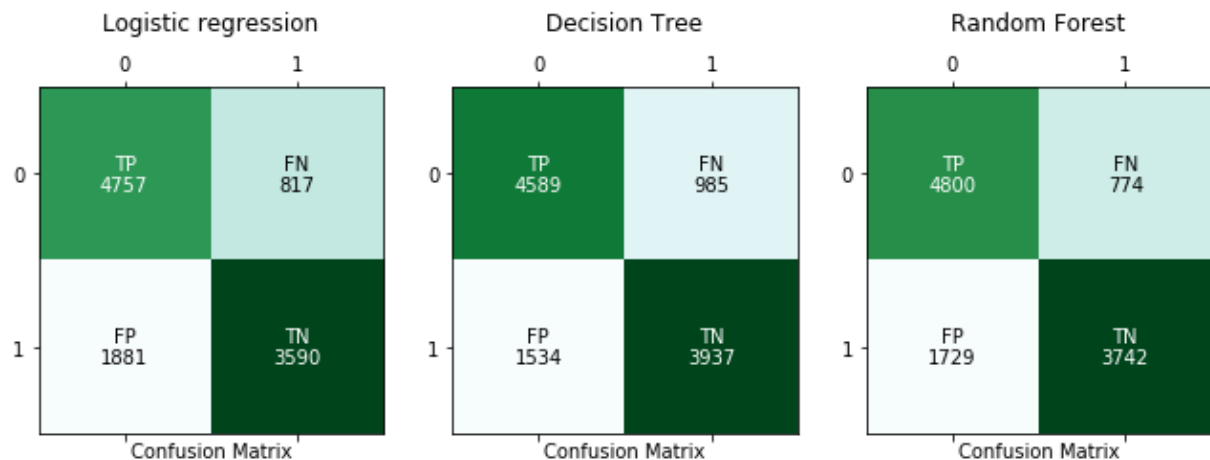 Logistic regression
0 1
0
TP
4757
FN
817
1
FP
1881
TN
3590
Confusion Matrix
Decision Tree
0 1
0
TP
4589
FN
985
1
FP
1534
TN
3937
Confusion Matrix
Random Forest
0 1
0
TP
4800
FN
774
1
FP
1729
TN
3742
Confusion Matrix